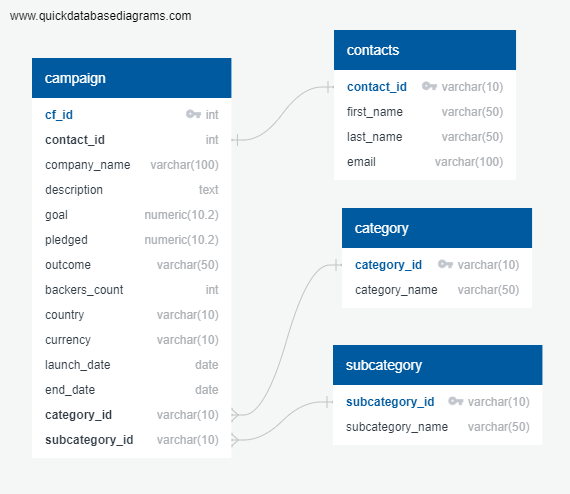 www.quickdatabasediagrams.com
campaign
cf_id int
contact_id int
company_name varchar(100)
description text
goal numeric(10.2)
pledged numeric(10.2)
outcome varchar(50)
backers_count int
country varchar(10)
currency varchar(10)
launch_date date
end_date date
category_id varchar(10)
subcategory_id varchar(10)
contacts
contact_id varchar(10)
first_name varchar(50)
last_name varchar(50)
email varchar(100)
category
category_id varchar(10)
category_name varchar(50)
subcategory
subcategory_id varchar(10)
subcategory_name varchar(50)